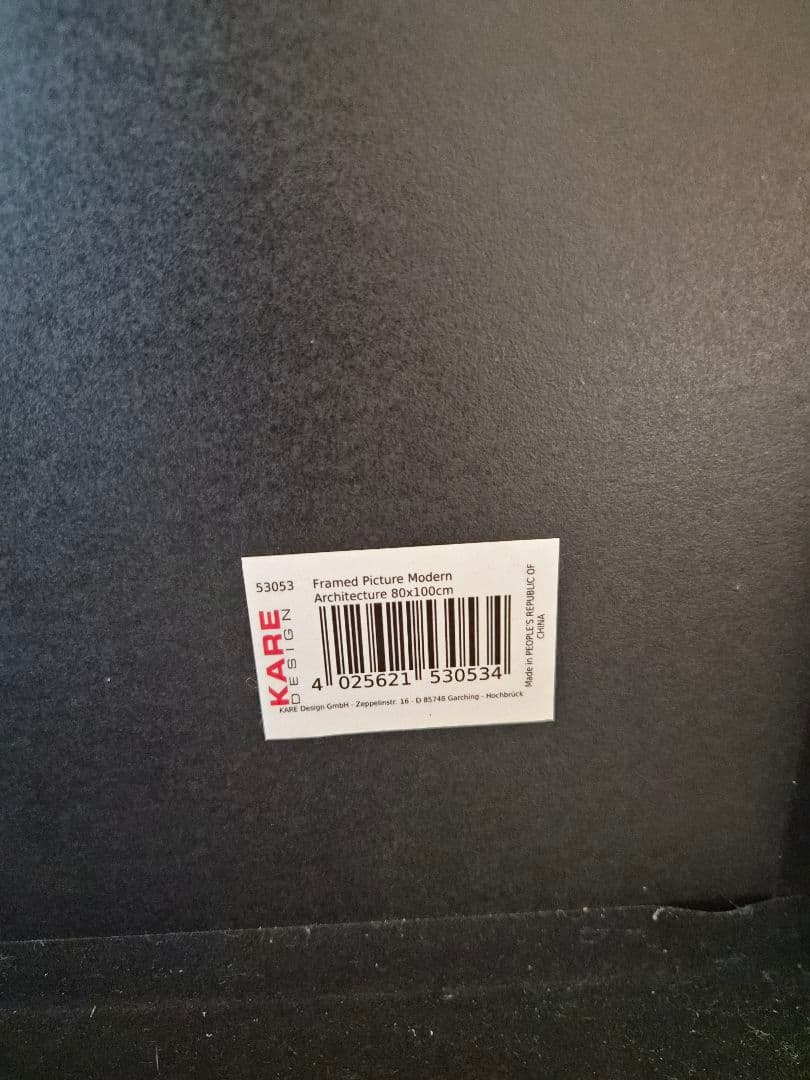 53053
Framed Picture Modern
Architecture 80x100cm
KARE
DESIGN
4 025621 530534
KARE Design GmbH - Zeppelinstr. 16 - D 85748 Garching - Hochbrück
Made in PEOPLE'S REPUBLIC OF
CHINA